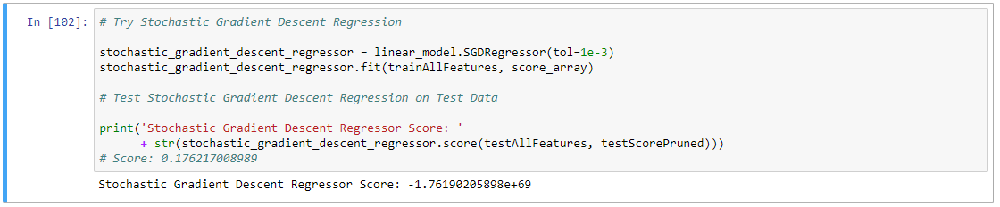 In [102]: # Try Stochastic Gradient Descent Regression
stochastic_gradient_descent_regressor = linear_model.SGDRegressor(tol=1e-3)
stochastic_gradient_descent_regressor.fit(trainAllFeatures, score_array)
# Test Stochastic Gradient Descent Regression on Test Data
print('Stochastic Gradient Descent Regressor Score: '
+ str(stochastic_gradient_descent_regressor.score(testAllFeatures, testScorePruned)))
# Score: 0.176217008989
Stochastic Gradient Descent Regressor Score: -1.76190205898e+69